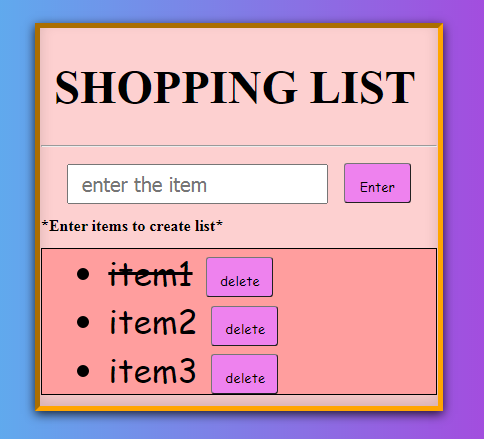 SHOPPING LIST
enter the item Enter
*Enter items to create list*
item1 delete
item2 delete
item3 delete